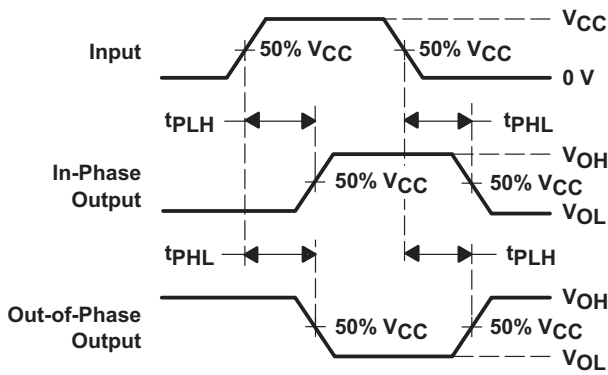 VCC
Input
50% VCC
50% VCC
0 V
tPLH
tPHL
In-Phase
Output
VOH
50% VCC
50% VCC
VOL
tPHL
tPLH
Out-of-Phase
Output
VOH
50% VCC
50% VCC
VOL